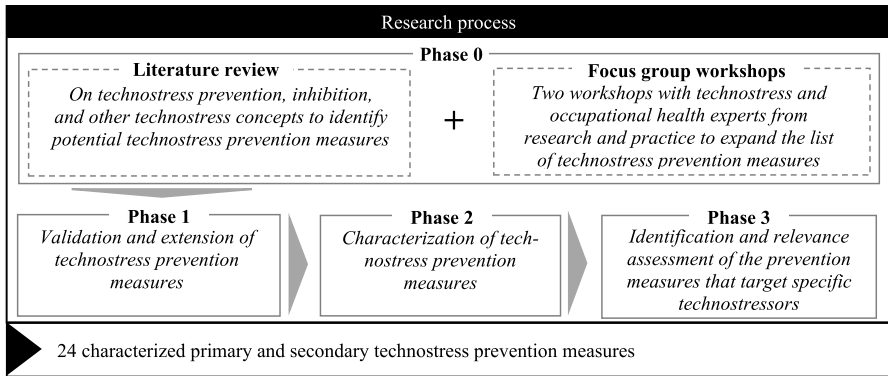 Research process
Phase 0
Literature review
On technostress prevention, inhibition,
and other technostress concepts to identify
potential technostress prevention measures
+
Focus group workshops
Two workshops with technostress and
occupational health experts from
research and practice to expand the list
of technostress prevention measures
Phase 1
Validation and extension of
technostress prevention
measures
Phase 2
Characterization of tech-
nostress prevention
measures
Phase 3
Identification and relevance
assessment of the prevention
measures that target specific
technostressors
24 characterized primary and secondary technostress prevention measures